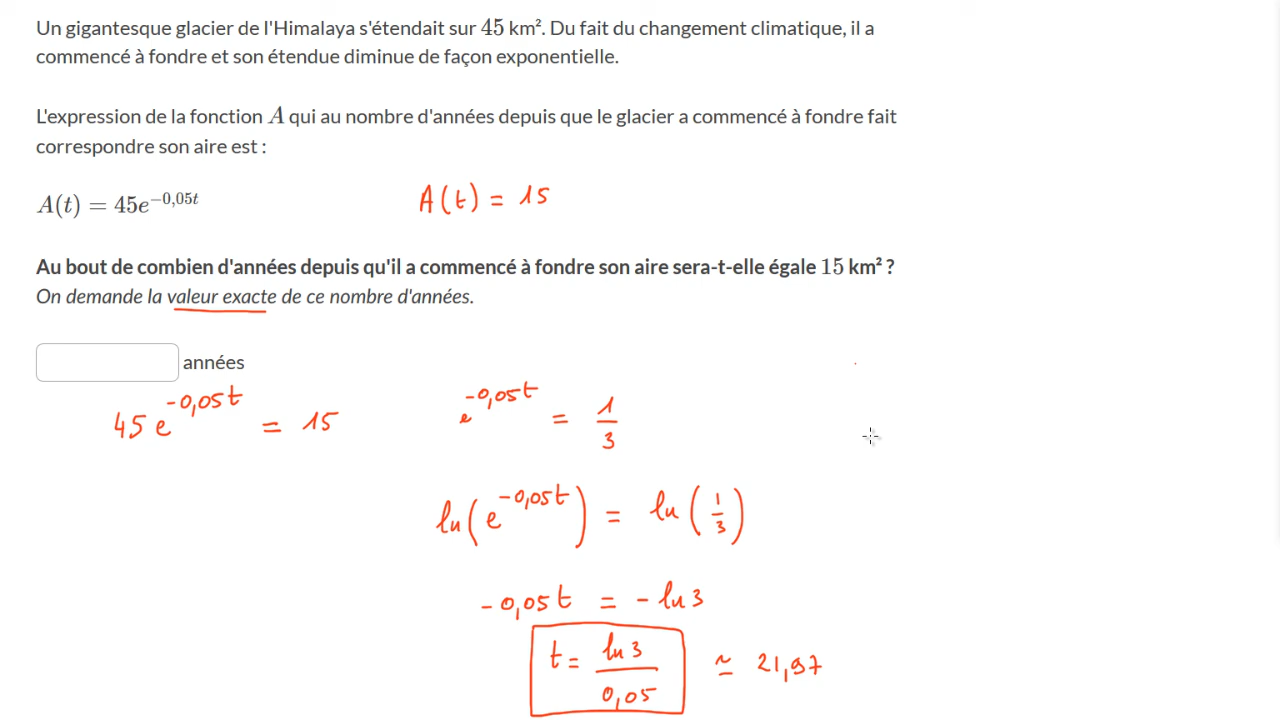 Un gigantesque glacier de l'Himalaya s'étendait sur 45 km². Du fait du changement climatique, il a
commencé à fondre et son étendue diminue de façon exponentielle.
L'expression de la fonction A qui au nombre d'années depuis que le glacier a commencé à fondre fait
correspondre son aire est :
A(t) = 45e^{-0,05t}
A(t) = 15
Au bout de combien d'années depuis qu'il a commencé à fondre son aire sera-t-elle égale 15 km² ?
On demande la valeur exacte de ce nombre d'années.
années
45 e^{-0,05t} = 15
e^{-0,05t} = 1/3
ln(e^{-0,05t}) = ln(1/3)
-0,05t = - ln 3
t = ln 3 / 0,05 ≃ 21,97